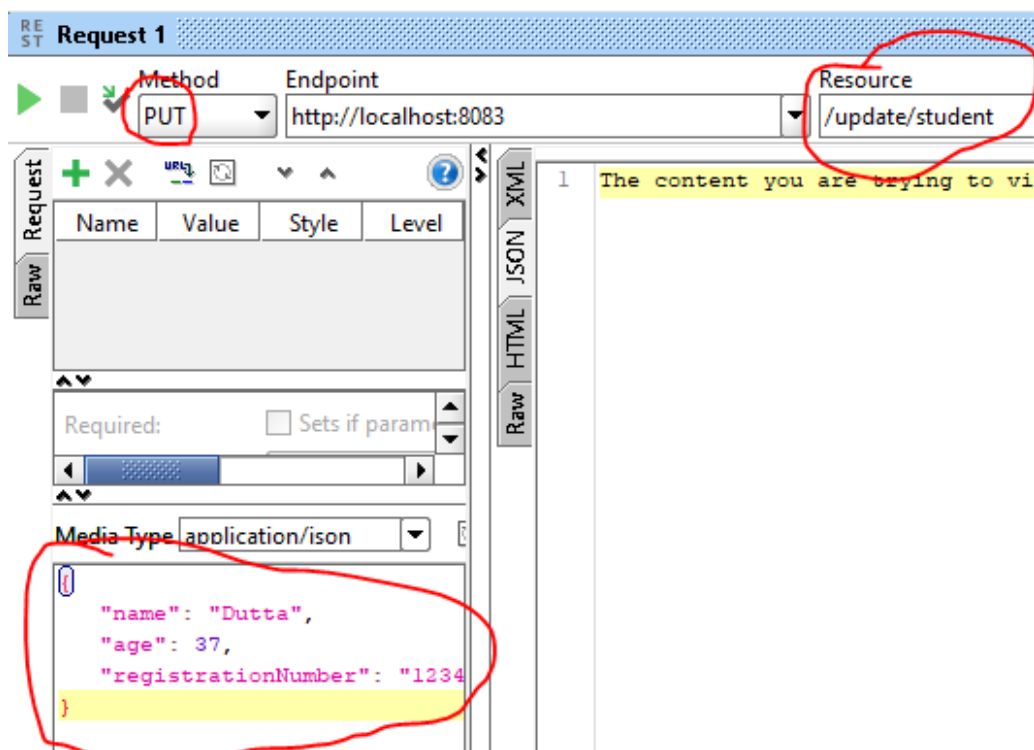 RE
ST Request 1
Method Endpoint Resource
PUT http://localhost:8083 /update/student
Request
Raw
Name Value Style Level
Required: Sets if
Media Type application/json
{
"name": "Dutta",
"age": 37,
"registrationNumber": "1234
}
XML
JSON
HTML
Raw
1 The content you are trying to